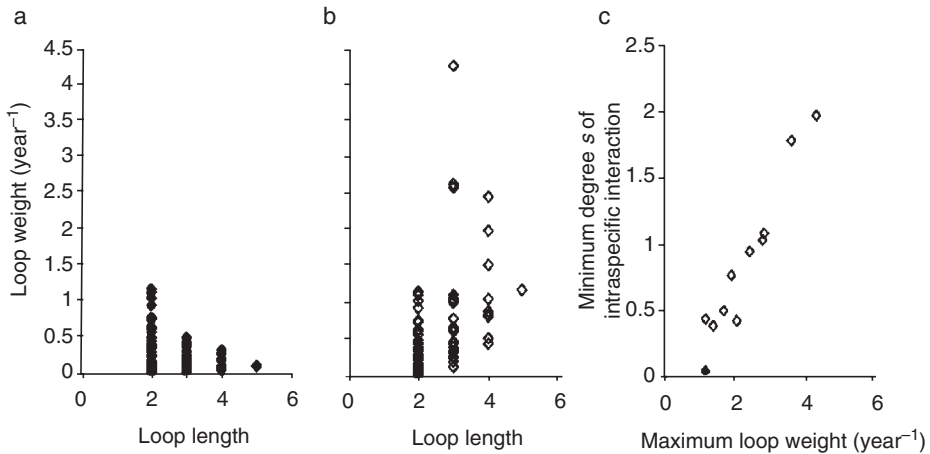 a
b
c
Loop weight (year⁻¹)
4.5
4
3.5
3
2.5
2
1.5
1
0.5
0
0 2 4 6
Loop length
0 2 4 6
Loop length
Minimum degree s of
intraspecific interaction
2.5
2
1.5
1
0.5
0
0 2 4 6
Maximum loop weight (year⁻¹)